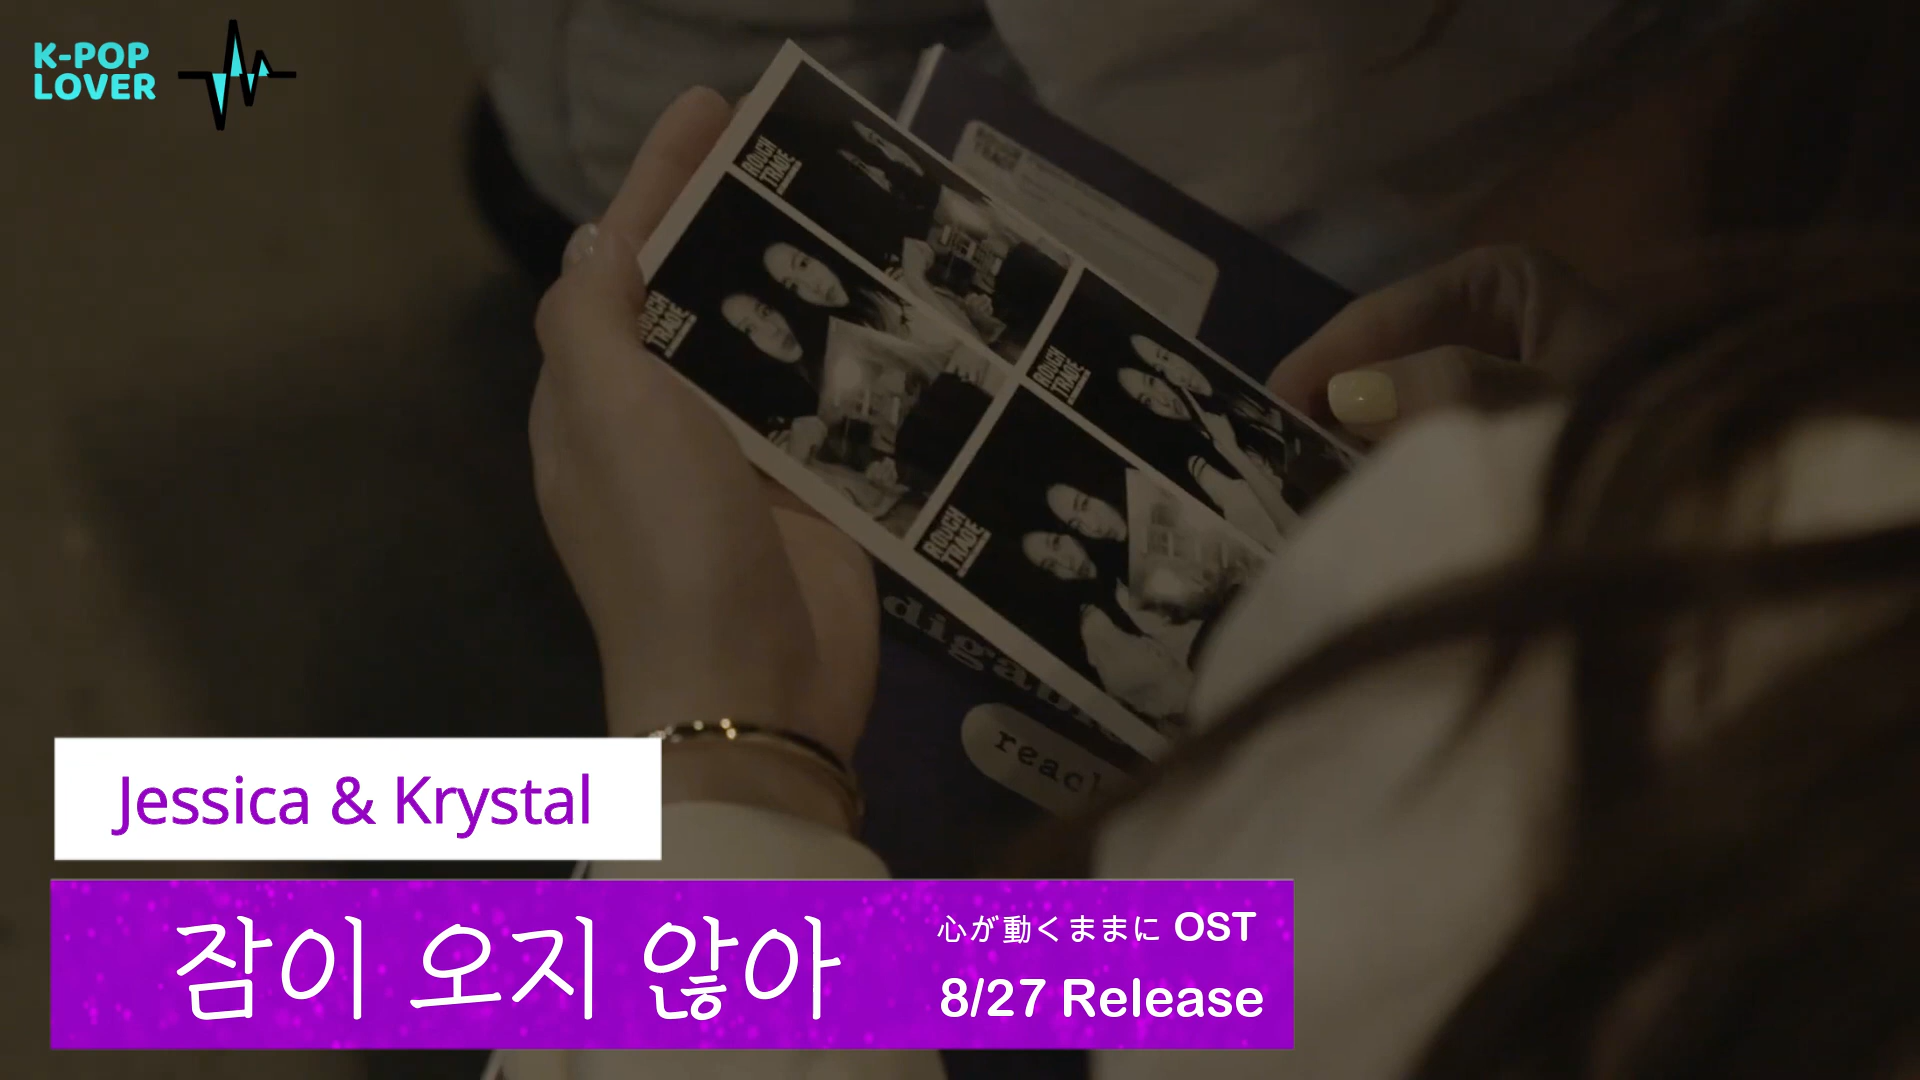 K-POP
LOVER
ROUGH
TRADE
ROUGH
TRADE
ROUGH
TRADE
ROUGH
TRADE
Jessica & Krystal
잠이 오지 않아
心が動くままに OST
8/27 Release